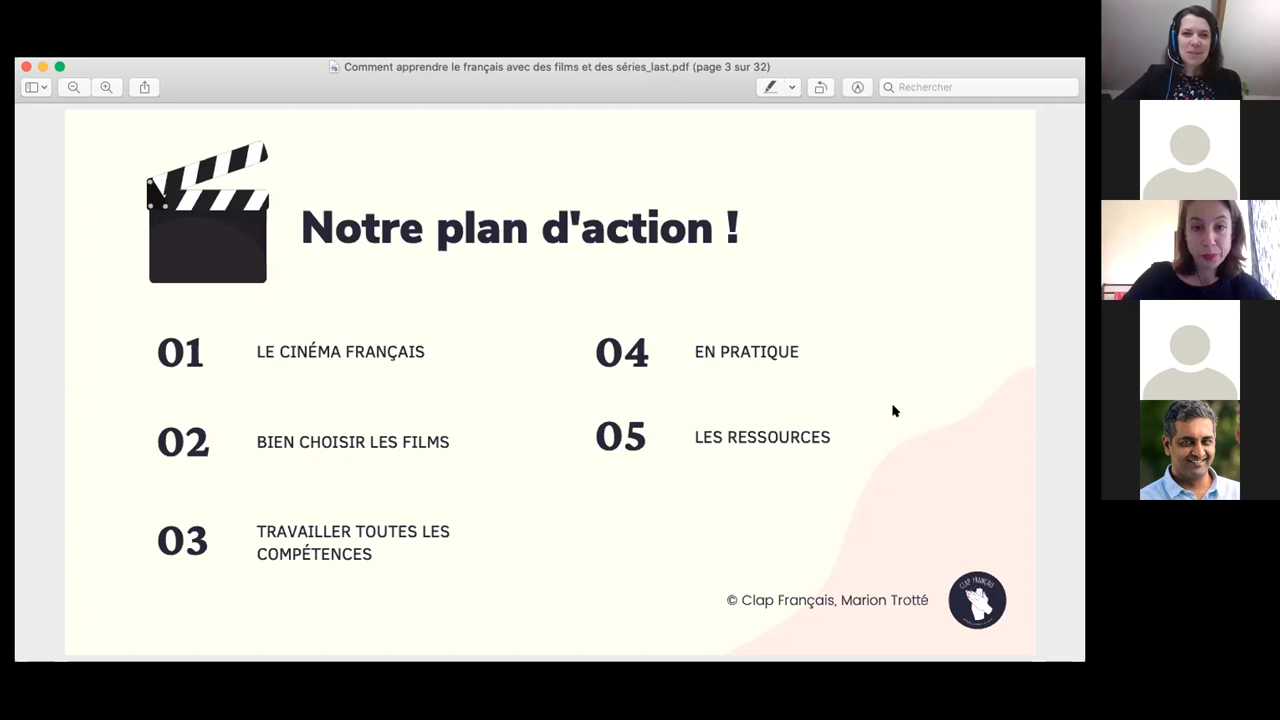 Comment apprendre le français avec des films et des séries_last.pdf (page 3 sur 32)
Rechercher
Notre plan d'action !
01 LE CINÉMA FRANÇAIS
02 BIEN CHOISIR LES FILMS
03 TRAVAILLER TOUTES LES
COMPÉTENCES
04 EN PRATIQUE
05 LES RESSOURCES
© Clap Français, Marion Trotté
CLAP FRANÇAIS